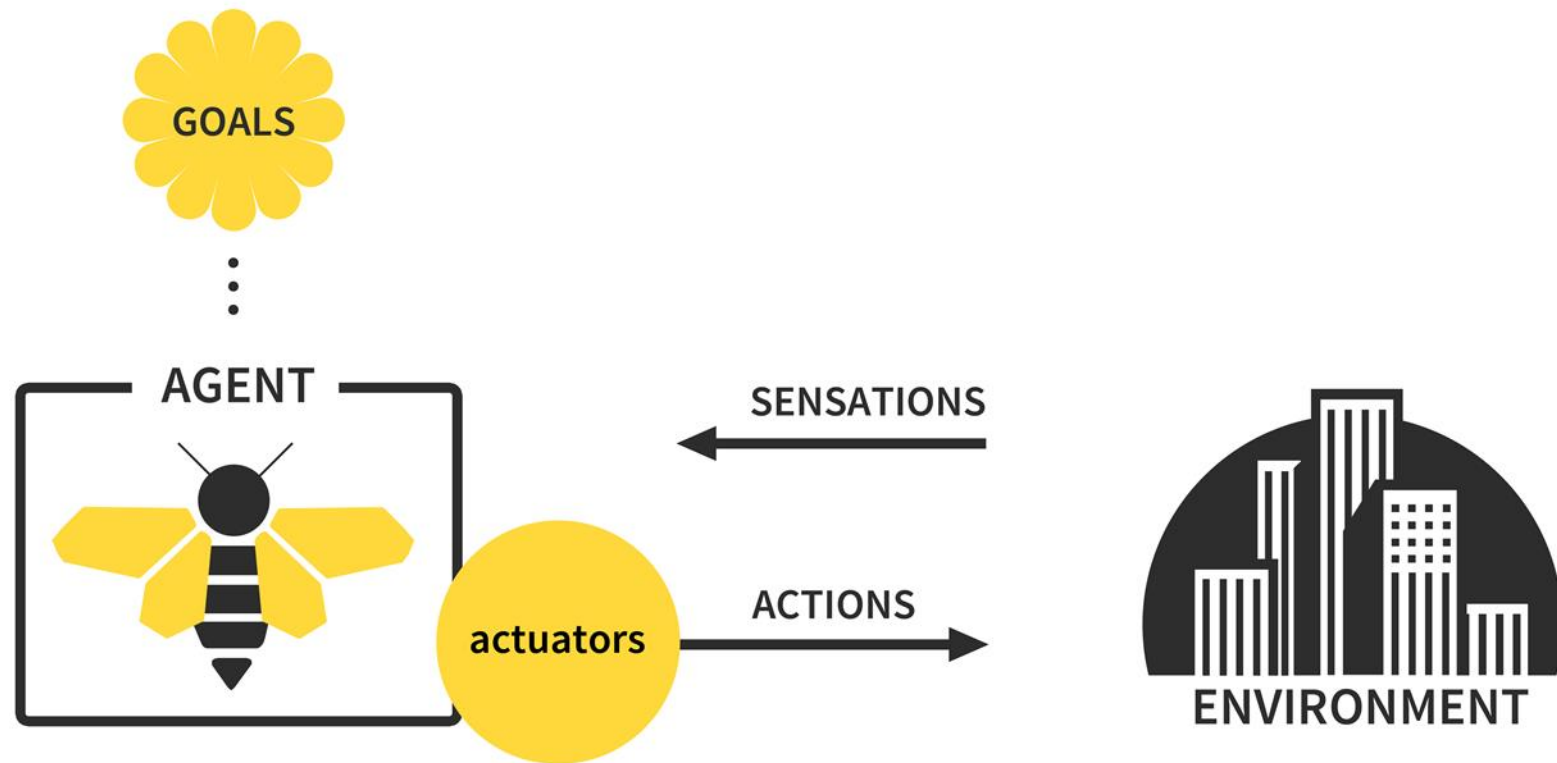 GOALS
AGENT
SENSATIONS
ACTIONS
actuators
ENVIRONMENT